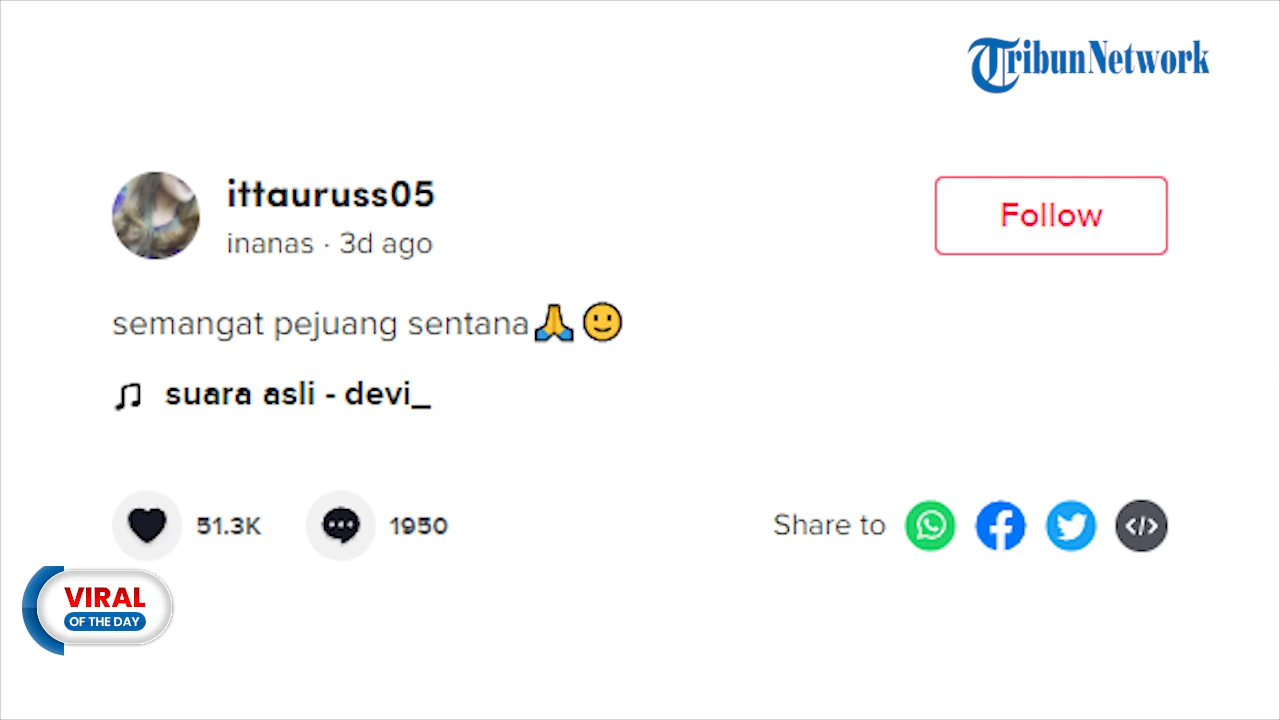 TribunNetwork
ittauruss05
Follow
inanas · 3d ago
semangat pejuang sentana🙏🙂
suara asli - devi_
51.3K
1950
Share to
VIRAL
OF THE DAY